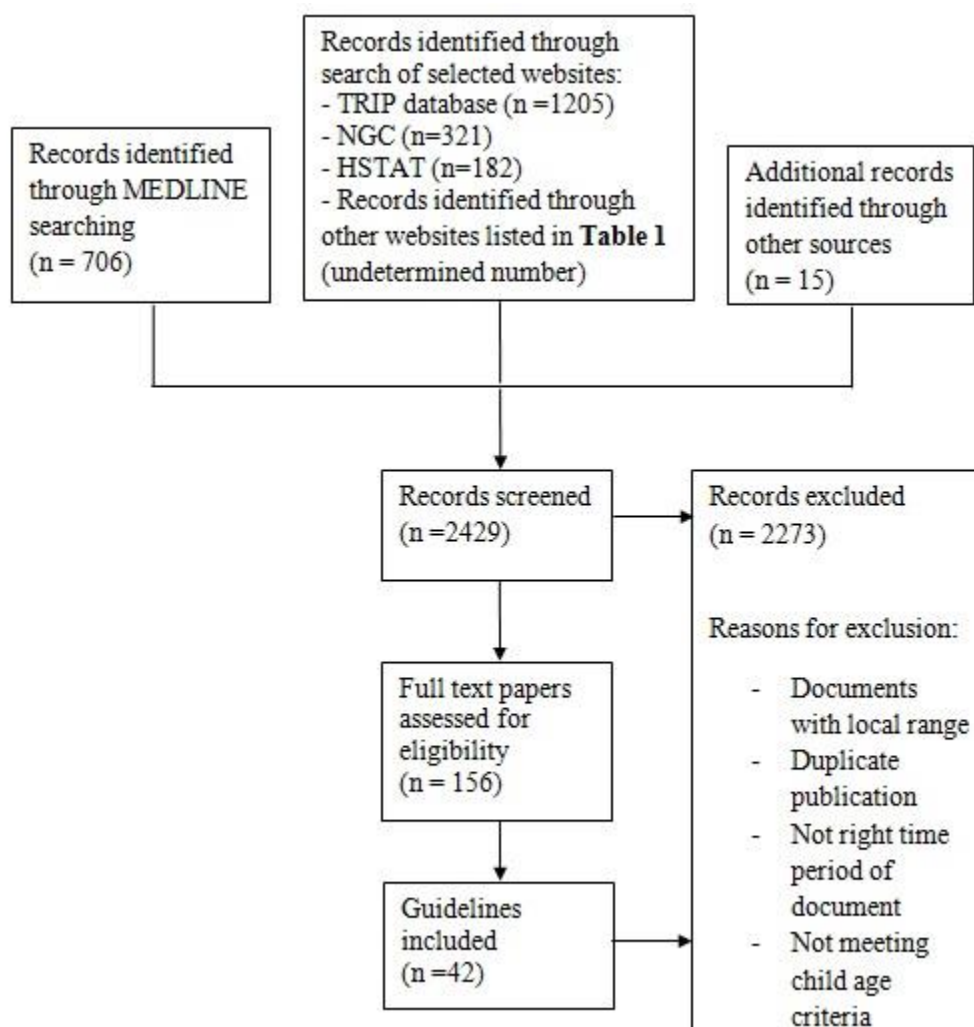 Records identified
through MEDLINE
searching
(n = 706)
Records identified through
search of selected websites:
- TRIP database (n =1205)
- NGC (n=321)
- HSTAT (n=182)
- Records identified through
other websites listed in Table 1
(undetermined number)
Additional records
identified through
other sources
(n = 15)
Records screened
(n =2429)
Records excluded
(n = 2273)
Reasons for exclusion:
- Documents
with local range
- Duplicate
publication
- Not right time
period of
document
- Not meeting
child age
criteria
Full text papers
assessed for
eligibility
(n = 156)
Guidelines
included
(n =42)